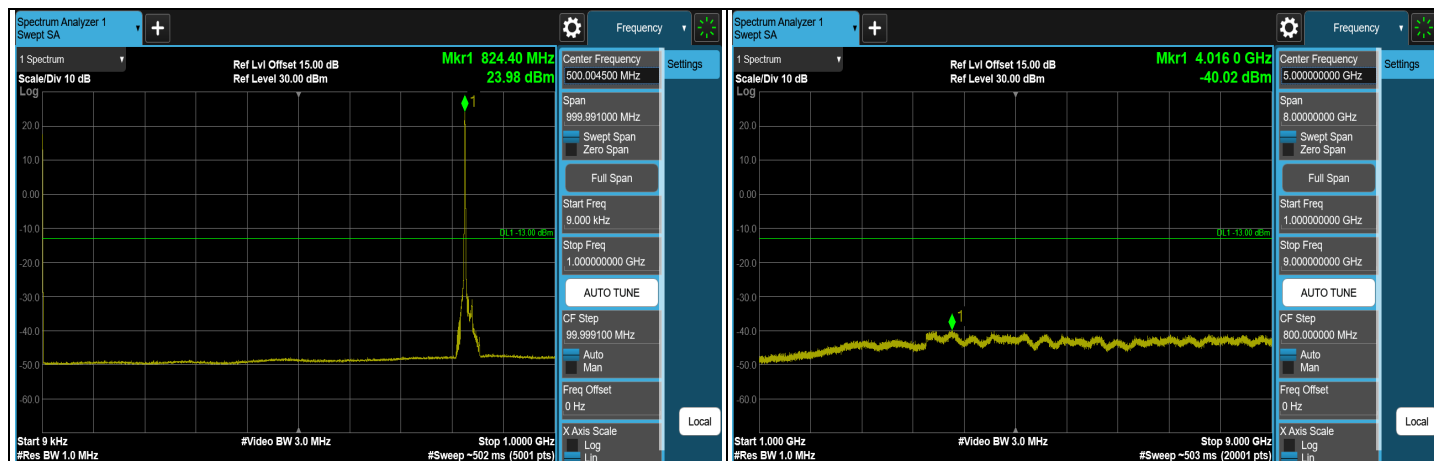 Spectrum Analyzer 1
Swept SA
+
Frequency
1 Spectrum
Scale/Div 10 dB
Log
Ref Lvl Offset 15.00 dB
Ref Level 30.00 dBm
Mkr1 824.40 MHz
23.98 dBm
1
20.0
10.0
0.00
-10.0
-20.0
-30.0
-40.0
-50.0
-60.0
DL1 -13.00 dBm
Start 9 kHz
#Res BW 1.0 MHz
#Video BW 3.0 MHz
Stop 1.0000 GHz
#Sweep ~502 ms (5001 pts)
Center Frequency
500.004500 MHz
Span
999.991000 MHz
Swept Span
Zero Span
Full Span
Start Freq
9.000 kHz
Stop Freq
1.000000000 GHz
AUTO TUNE
CF Step
99.999100 MHz
Auto
Man
Freq Offset
0 Hz
X Axis Scale
Log
Lin
Settings
Local
Spectrum Analyzer 1
Swept SA
+
Frequency
1 Spectrum
Scale/Div 10 dB
Log
Ref Lvl Offset 15.00 dB
Ref Level 30.00 dBm
Mkr1 4.016 0 GHz
-40.02 dBm
1
20.0
10.0
0.00
-10.0
-20.0
-30.0
-40.0
-50.0
-60.0
DL1 -13.00 dBm
Start 1.000 GHz
#Res BW 1.0 MHz
#Video BW 3.0 MHz
Stop 9.000 GHz
#Sweep ~503 ms (20001 pts)
Center Frequency
5.000000000 GHz
Span
8.00000000 GHz
Swept Span
Zero Span
Full Span
Start Freq
1.000000000 GHz
Stop Freq
9.000000000 GHz
AUTO TUNE
CF Step
800.000000 MHz
Auto
Man
Freq Offset
0 Hz
X Axis Scale
Log
Lin
Settings
Local